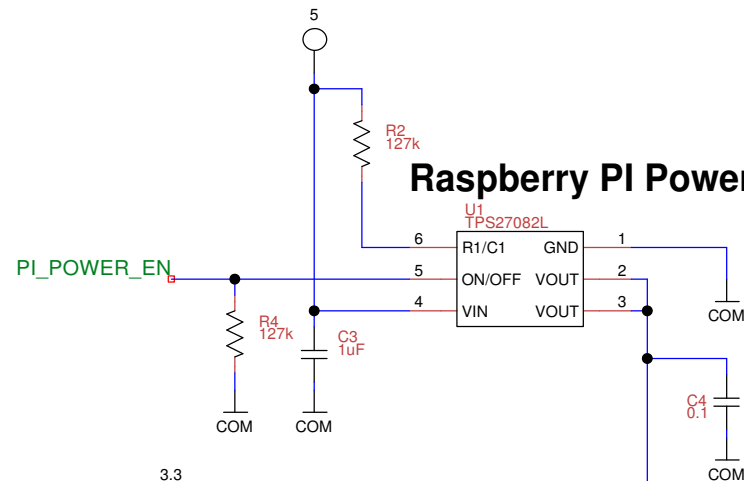 5
R2
127k
Raspberry PI Power
U1
TPS27082L
6
R1/C1
GND
1
PI_POWER_EN
5
ON/OFF
VOUT
2
4
VIN
VOUT
3
COM
R4
127k
C3
1uF
C4
0.1
COM
COM
COM
3.3